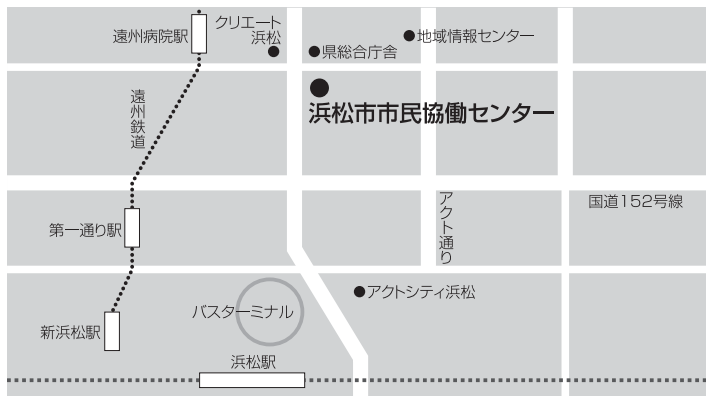 クリエート
浜松
遠州病院駅
地域情報センター
県総合庁舎
浜松市市民協働センター
遠州鉄道
国道152号線
アクト通り
第一通り駅
アクトシティ浜松
バスターミナル
新浜松駅
浜松駅